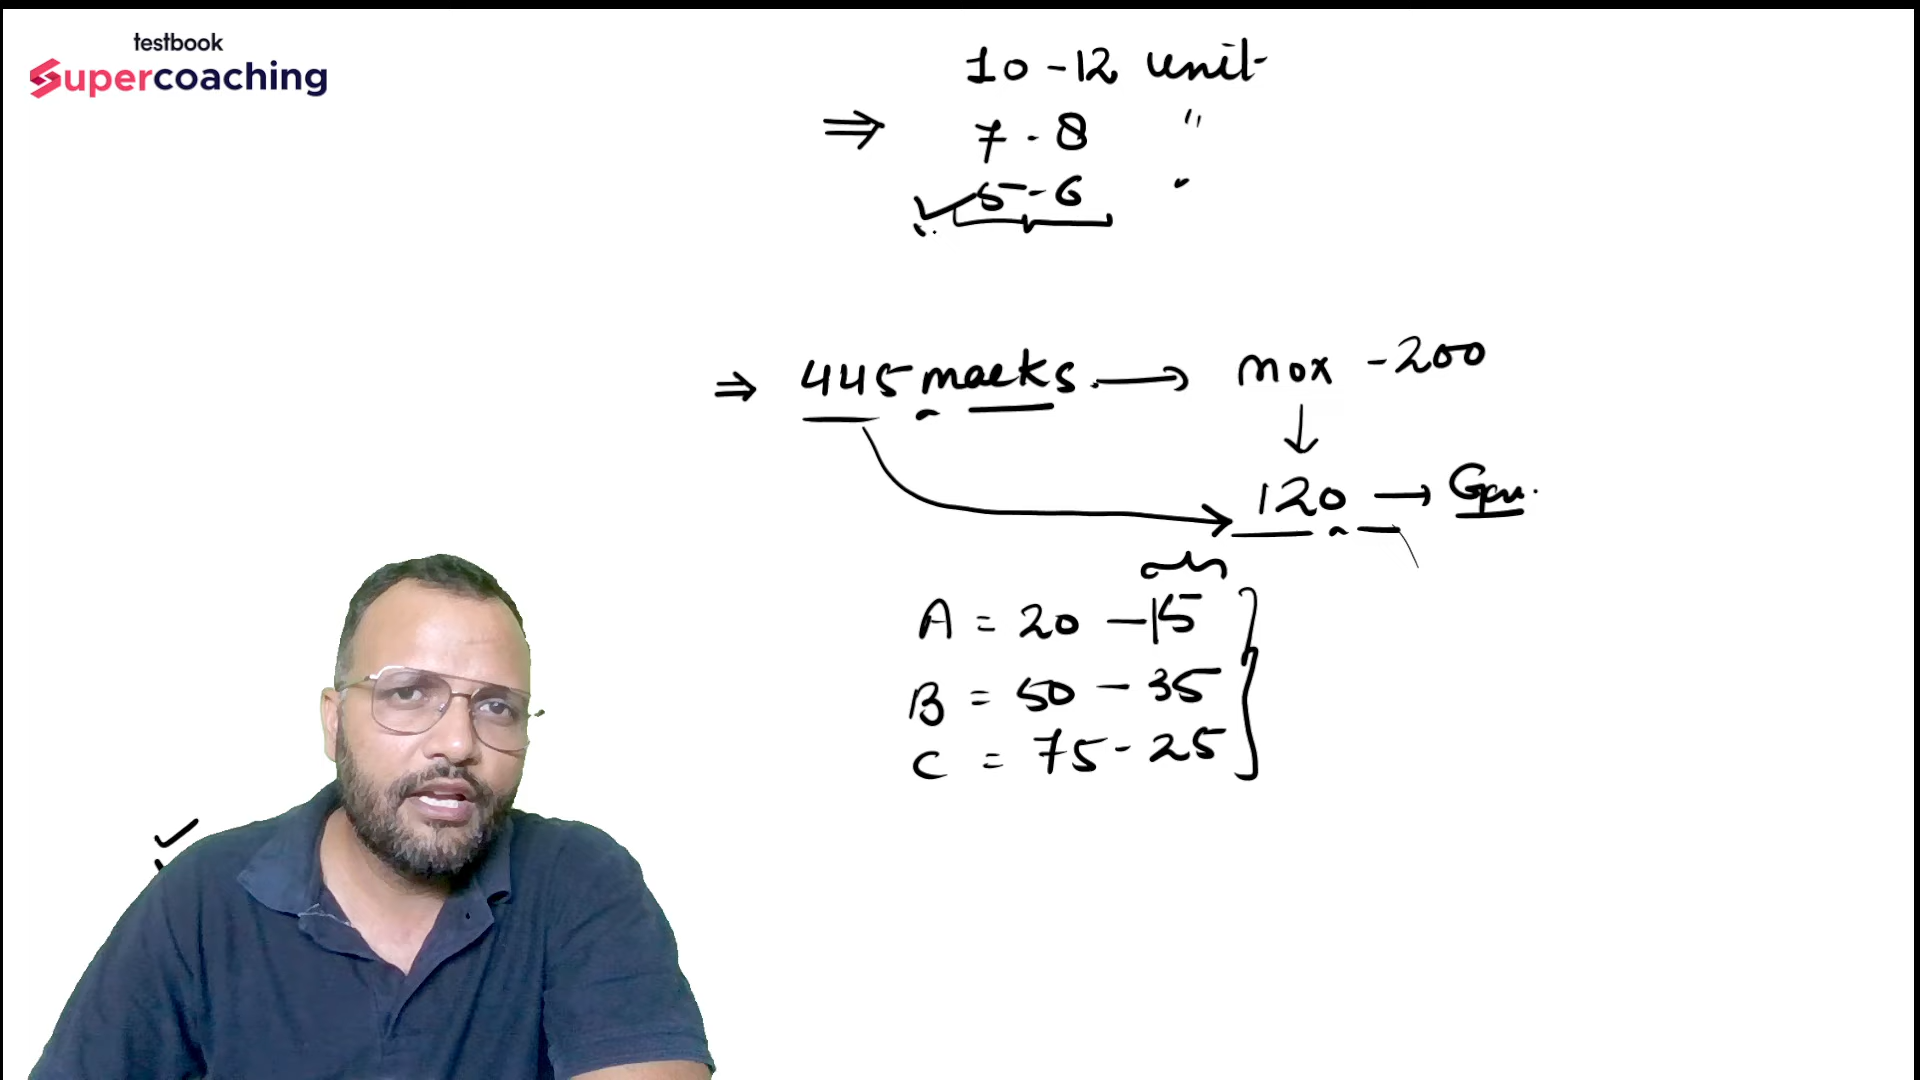 testbook
Supercoaching
10 - 12 unit
⇒ 7 - 8 "
5 - 6 "
⇒ 445 marks. → max - 200
↓
120 → Gen.
A = 20 - 15
B = 50 - 35
C = 75 - 25